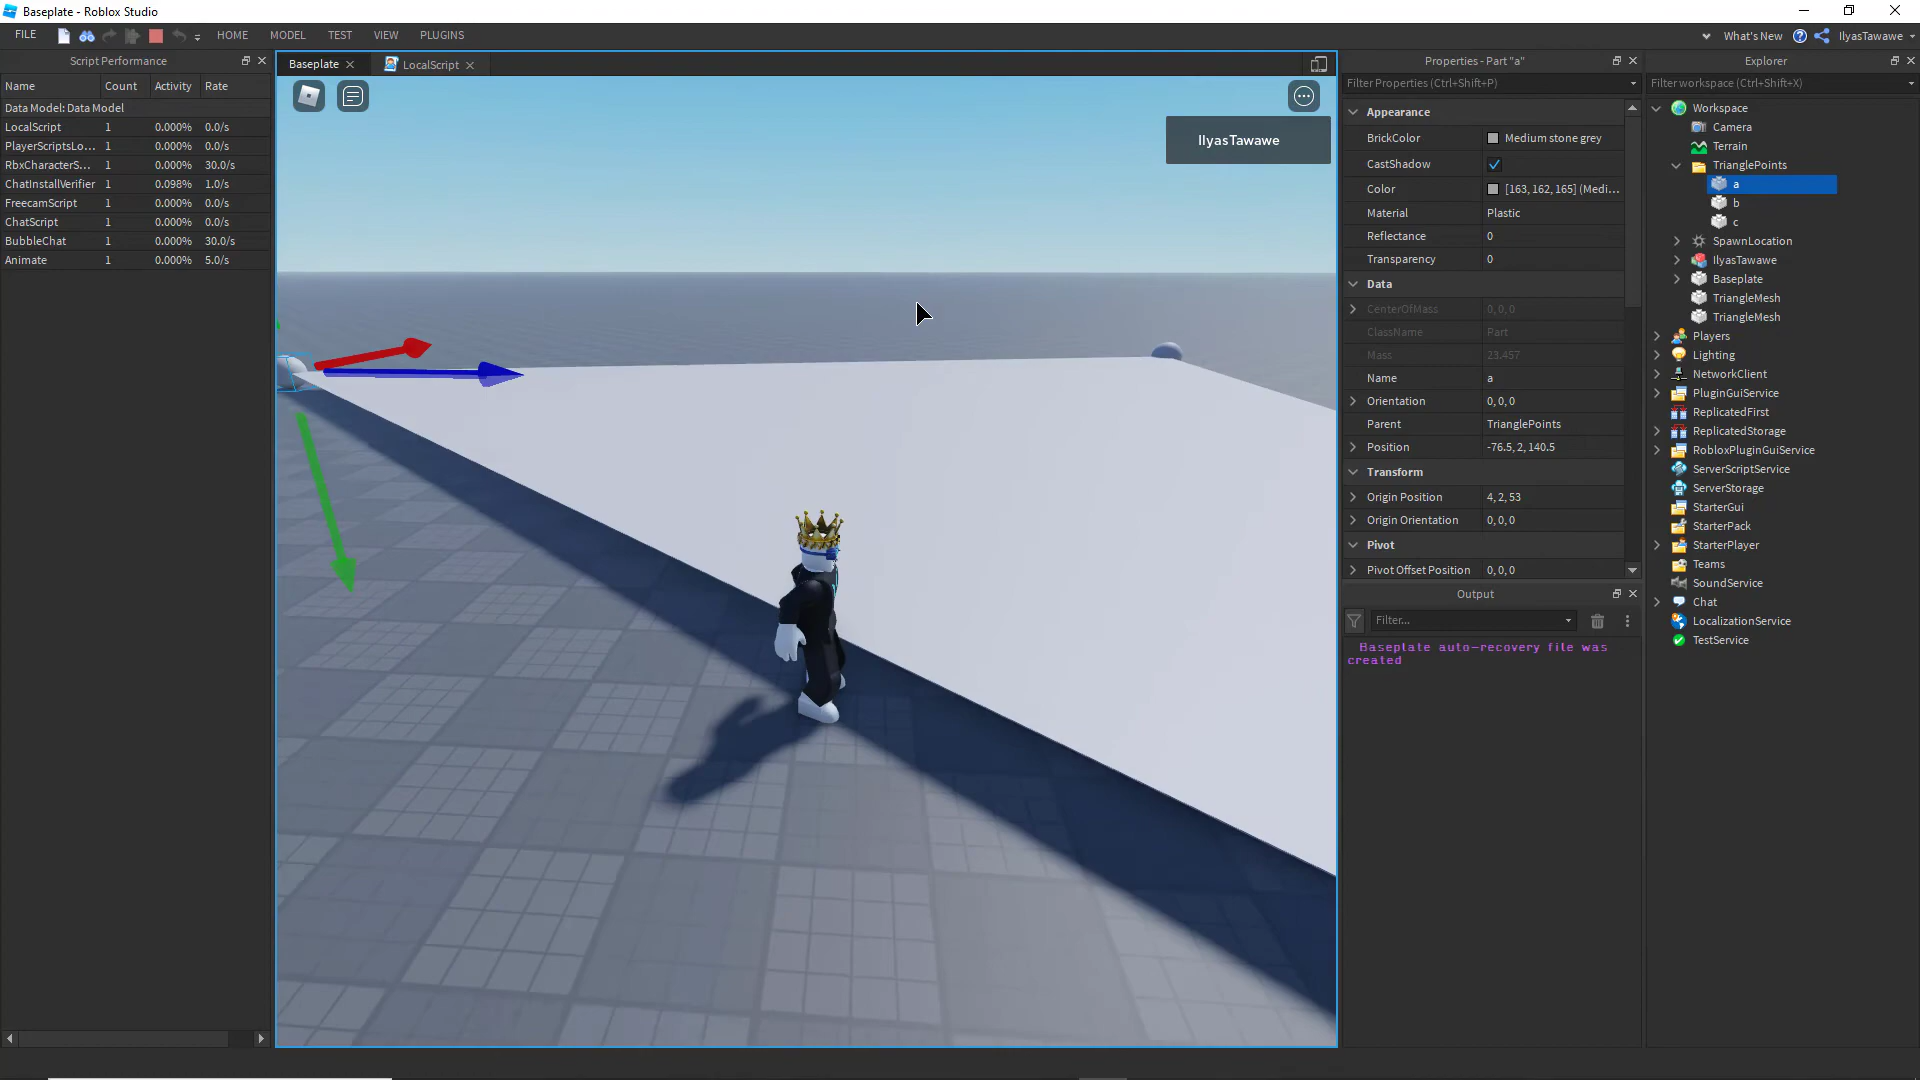 Baseplate - Roblox Studio
FILE
HOME
MODEL
TEST
VIEW
PLUGINS
What's New
IlyasTawawe
Script Performance
Name Count Activity Rate
Data Model: Data Model
LocalScript 1 0.000% 0.0/s
PlayerScriptsLo... 1 0.000% 0.0/s
RbxCharacterS... 1 0.000% 30.0/s
ChatInstallVerifier 1 0.098% 1.0/s
FreecamScript 1 0.000% 0.0/s
ChatScript 1 0.000% 0.0/s
BubbleChat 1 0.000% 30.0/s
Animate 1 0.000% 5.0/s
Baseplate
LocalScript
IlyasTawawe
Properties - Part "a"
Filter Properties (Ctrl+Shift+P)
Appearance
BrickColor Medium stone grey
CastShadow
Color [163, 162, 165] (Medi...
Material Plastic
Reflectance 0
Transparency 0
Data
CenterOfMass 0, 0, 0
ClassName Part
Mass 23.457
Name a
Orientation 0, 0, 0
Parent TrianglePoints
Position -76.5, 2, 140.5
Transform
Origin Position 4, 2, 53
Origin Orientation 0, 0, 0
Pivot
Pivot Offset Position 0, 0, 0
Output
Filter...
Baseplate auto-recovery file was
created
Explorer
Filter workspace (Ctrl+Shift+X)
Workspace
Camera
Terrain
TrianglePoints
a
b
c
SpawnLocation
IlyasTawawe
Baseplate
TriangleMesh
TriangleMesh
Players
Lighting
NetworkClient
PluginGuiService
ReplicatedFirst
ReplicatedStorage
RobloxPluginGuiService
ServerScriptService
ServerStorage
StarterGui
StarterPack
StarterPlayer
Teams
SoundService
Chat
LocalizationService
TestService